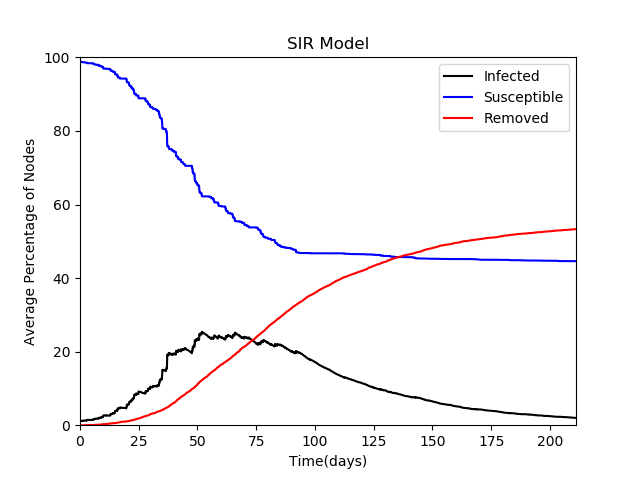 SIR Model
100
80
60
40
20
0
Average Percentage of Nodes
Infected
Susceptible
Removed
0 25 50 75 100 125 150 175 200
Time(days)